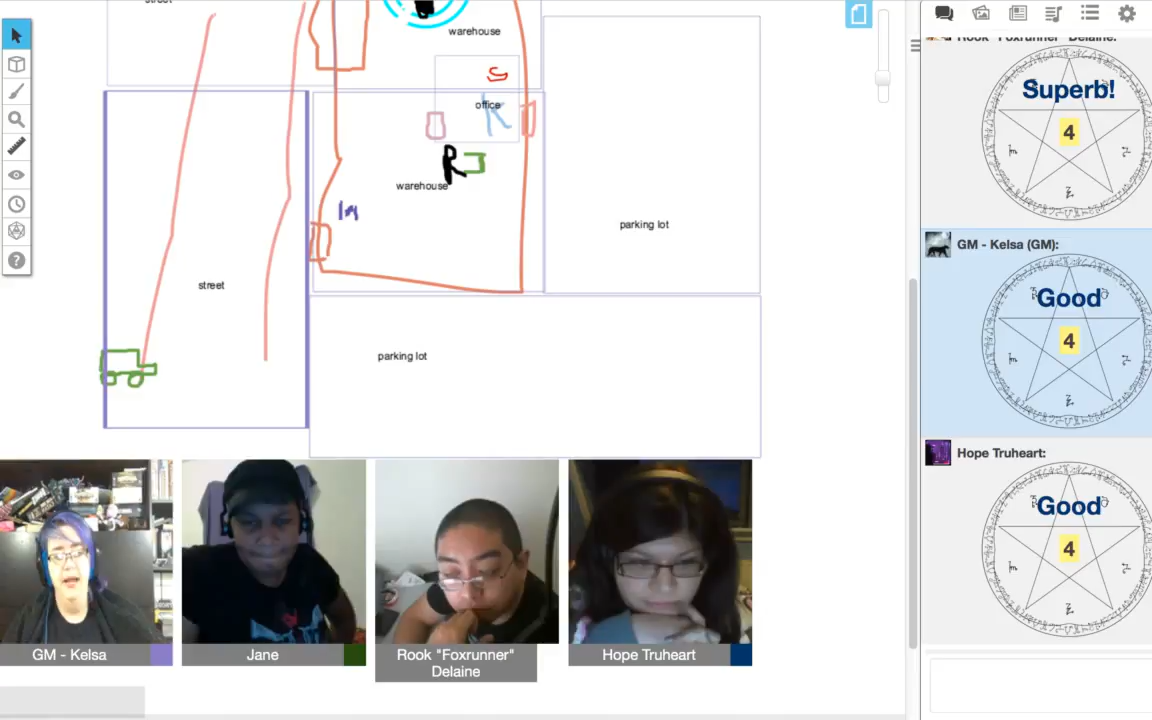 street
warehouse
S
office
K
R J
warehouse
In
parking lot
street
parking lot
GM - Kelsa
Jane
Rook "Foxrunner"
Delaine
Hope Truheart
Rook "Foxrunner"
Delaine:
Superb!
4
GM - Kelsa (GM):
Good
4
Hope Truheart:
Good
4